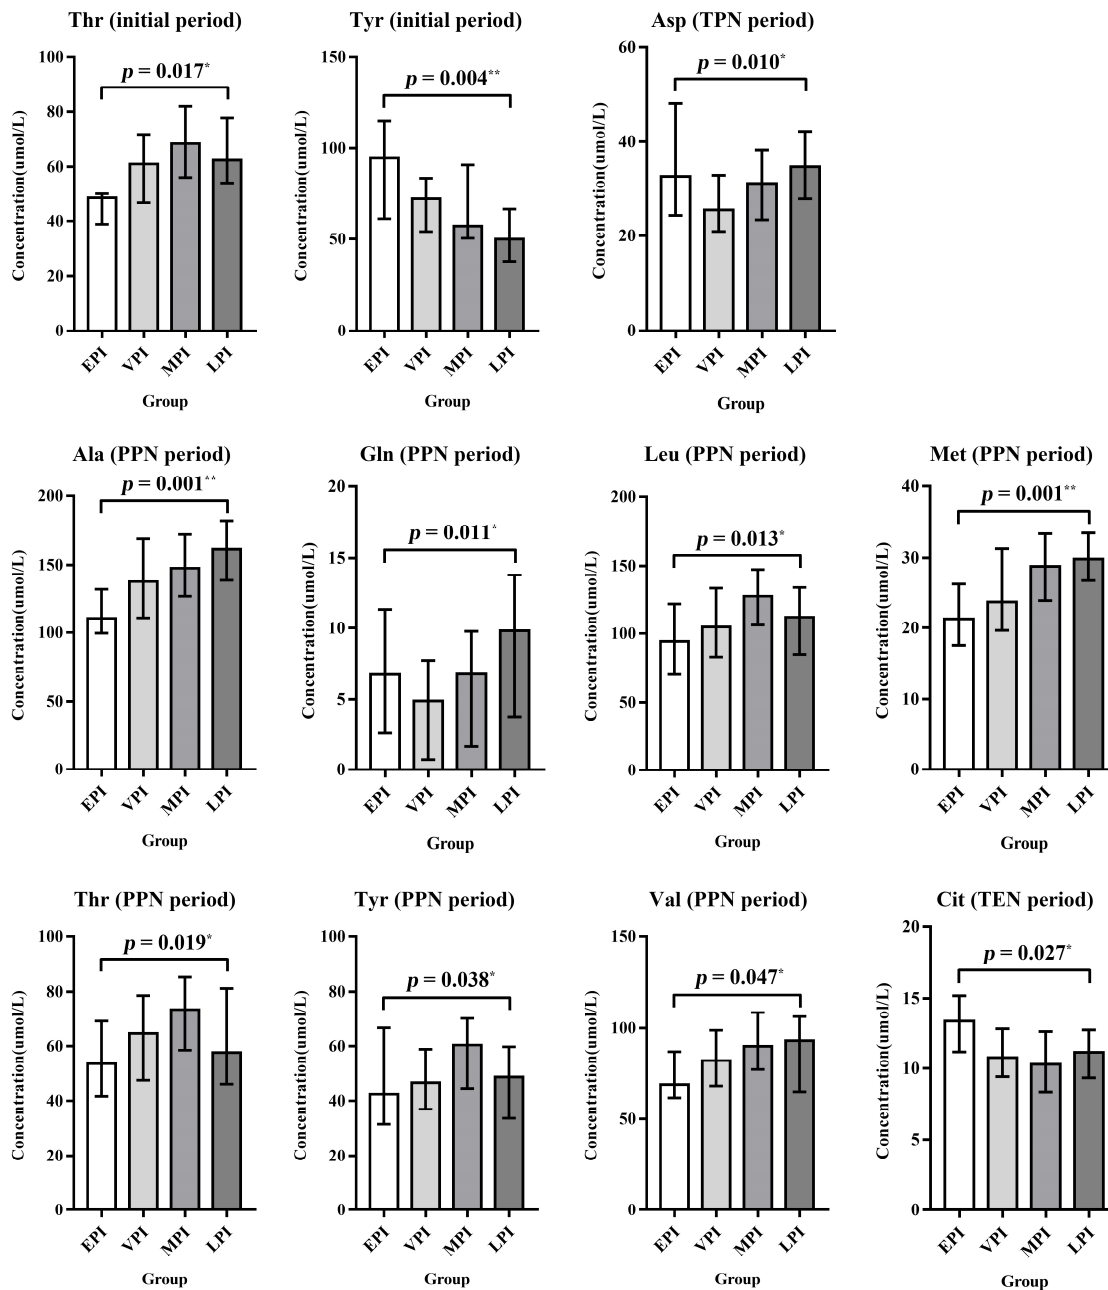 Thr (initial period)
Tyr (initial period)
Asp (TPN period)
p = 0.017*
p = 0.004**
p = 0.010*
Concentration(umol/L)
100
80
60
40
20
0
EPI
VPI
MPI
LPI
Group
Concentration(umol/L)
150
100
50
0
EPI
VPI
MPI
LPI
Group
Concentration(umol/L)
60
40
20
0
EPI
VPI
MPI
LPI
Group
Ala (PPN period)
Gln (PPN period)
Leu (PPN period)
Met (PPN period)
p = 0.001**
p = 0.011*
p = 0.013*
p = 0.001**
Concentration(umol/L)
200
150
100
50
0
EPI
VPI
MPI
LPI
Group
Concentration(umol/L)
20
15
10
5
0
EPI
VPI
MPI
LPI
Group
Concentration(umol/L)
200
150
100
50
0
EPI
VPI
MPI
LPI
Group
Concentration(umol/L)
40
30
20
10
0
EPI
VPI
MPI
LPI
Group
Thr (PPN period)
Tyr (PPN period)
Val (PPN period)
Cit (TEN period)
p = 0.019*
p = 0.038*
p = 0.047*
p = 0.027*
Concentration(umol/L)
100
80
60
40
20
0
EPI
VPI
MPI
LPI
Group
Concentration(umol/L)
100
80
60
40
20
0
EPI
VPI
MPI
LPI
Group
Concentration(umol/L)
150
100
50
0
EPI
VPI
MPI
LPI
Group
Concentration(umol/L)
20
15
10
5
0
EPI
VPI
MPI
LPI
Group